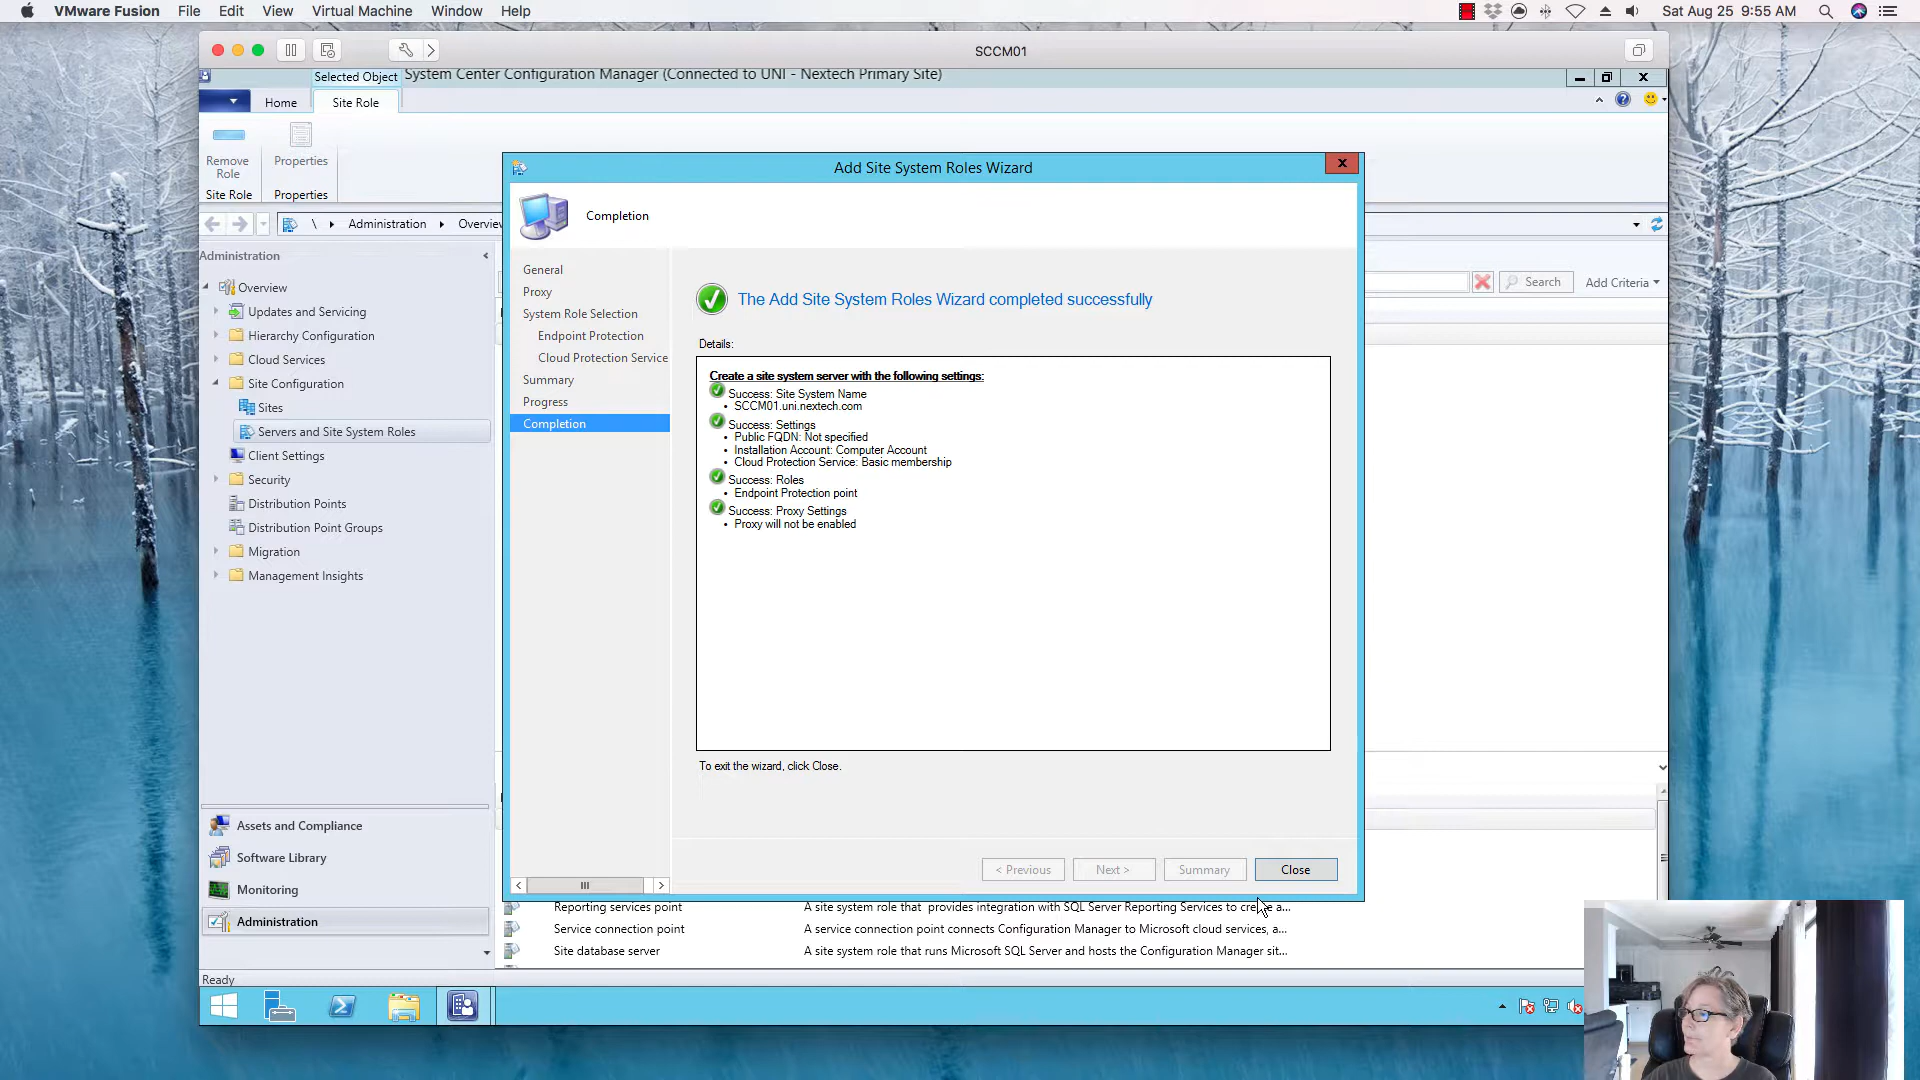 VMware Fusion File Edit View Virtual Machine Window Help Sat Aug 25 9:55 AM
SCCM01
Selected Object System Center Configuration Manager (Connected to UNI - Nextech Primary Site)
Home Site Role
Remove Role
Properties
Site Role Properties
\ Administration Overview
Administration
Overview
Updates and Servicing
Hierarchy Configuration
Cloud Services
Site Configuration
Sites
Servers and Site System Roles
Client Settings
Security
Distribution Points
Distribution Point Groups
Migration
Management Insights
Assets and Compliance
Software Library
Monitoring
Administration
Ready
Search Add Criteria
Add Site System Roles Wizard
Completion
General
Proxy
System Role Selection
Endpoint Protection
Cloud Protection Service
Summary
Progress
Completion
The Add Site System Roles Wizard completed successfully
Details:
Create a site system server with the following settings:
Success: Site System Name
• SCCM01.uni.nextech.com
Success: Settings
• Public FQDN: Not specified
• Installation Account: Computer Account
• Cloud Protection Service: Basic membership
Success: Roles
• Endpoint Protection point
Success: Proxy Settings
• Proxy will not be enabled
To exit the wizard, click Close.
< Previous Next > Summary Close
Reporting services point A site system role that provides integration with SQL Server Reporting Services to create a...
Service connection point A service connection point connects Configuration Manager to Microsoft cloud services, a...
Site database server A site system role that runs Microsoft SQL Server and hosts the Configuration Manager sit...